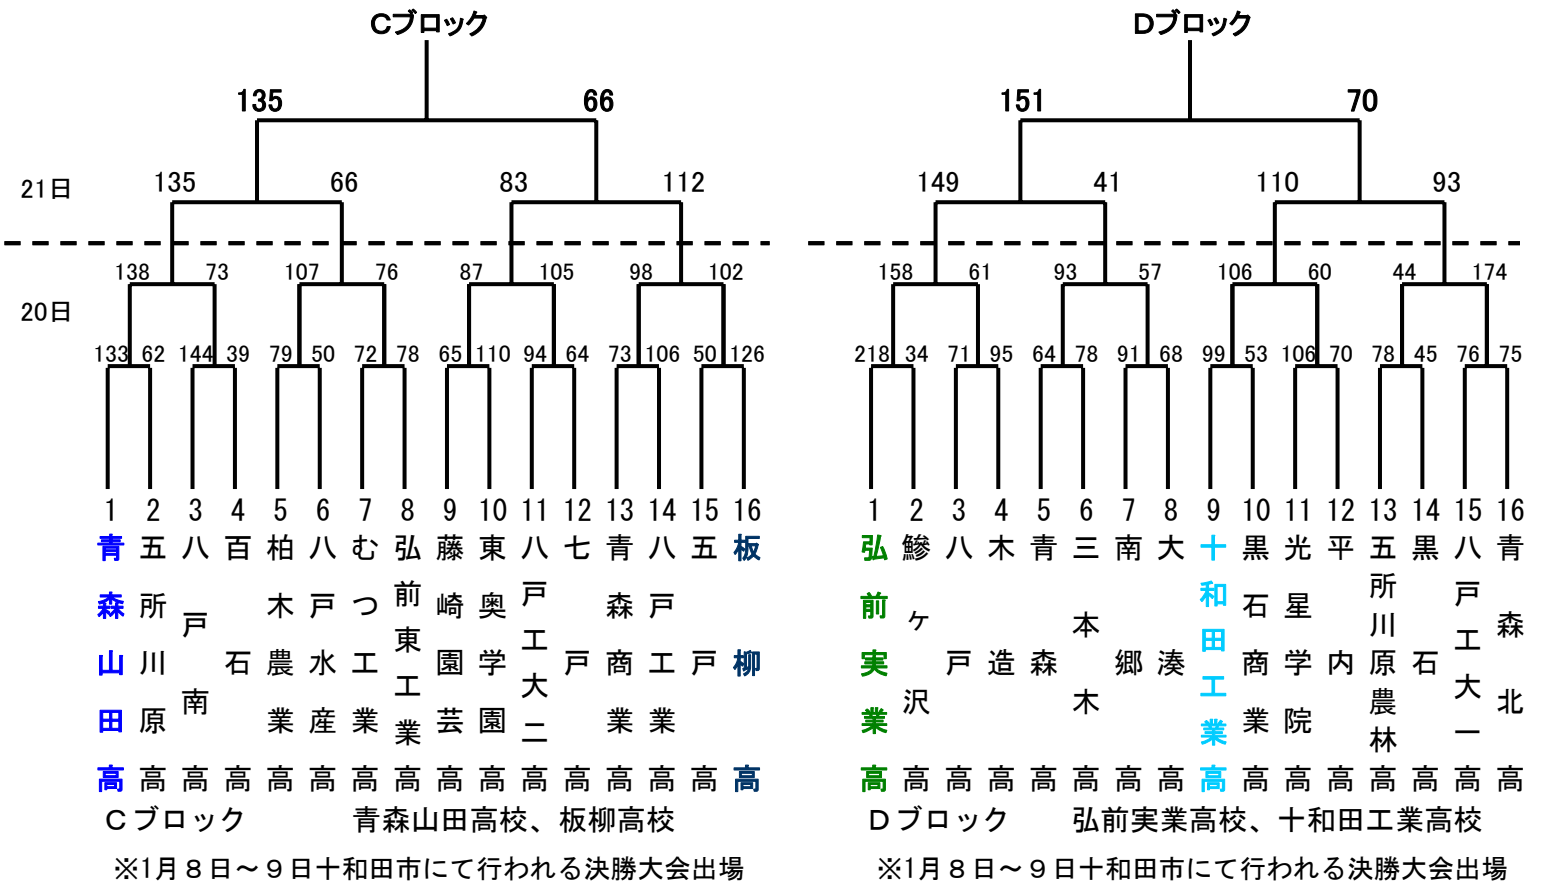 Cブロック
Dブロック
135 66
151 70
21日
135 66 83 112
149 41 110 93
138 73 107 76 87 105 98 102
158 61 93 57 106 60 44 174
20日
133 62 144 39 79 50 72 78 65 110 94 64 73 106 50 126
218 34 71 95 64 78 91 68 99 53 106 70 78 45 76 75
1 2 3 4 5 6 7 8 9 10 11 12 13 14 15 16
青森山田高
五所川原高
八戸南高
百石高
柏木農業高
八戸水産高
むつ工業高
弘前東工業高
藤崎園芸高
東奥学園高
八戸工大二高
七戸高
青森商業高
八戸工業高
五戸高
板柳高
1 2 3 4 5 6 7 8 9 10 11 12 13 14 15 16
弘前実業高
鰺ヶ沢高
八戸高
木造高
青森高
三本木高
南郷高
大湊高
十和田工業高
黒石商業高
光星学院高
平内高
五所川原農林高
黒石高
八戸工大一高
青森北高
Cブロック 青森山田高校、板柳高校
※1月8日～9日十和田市にて行われる決勝大会出場
Dブロック 弘前実業高校、十和田工業高校
※1月8日～9日十和田市にて行われる決勝大会出場